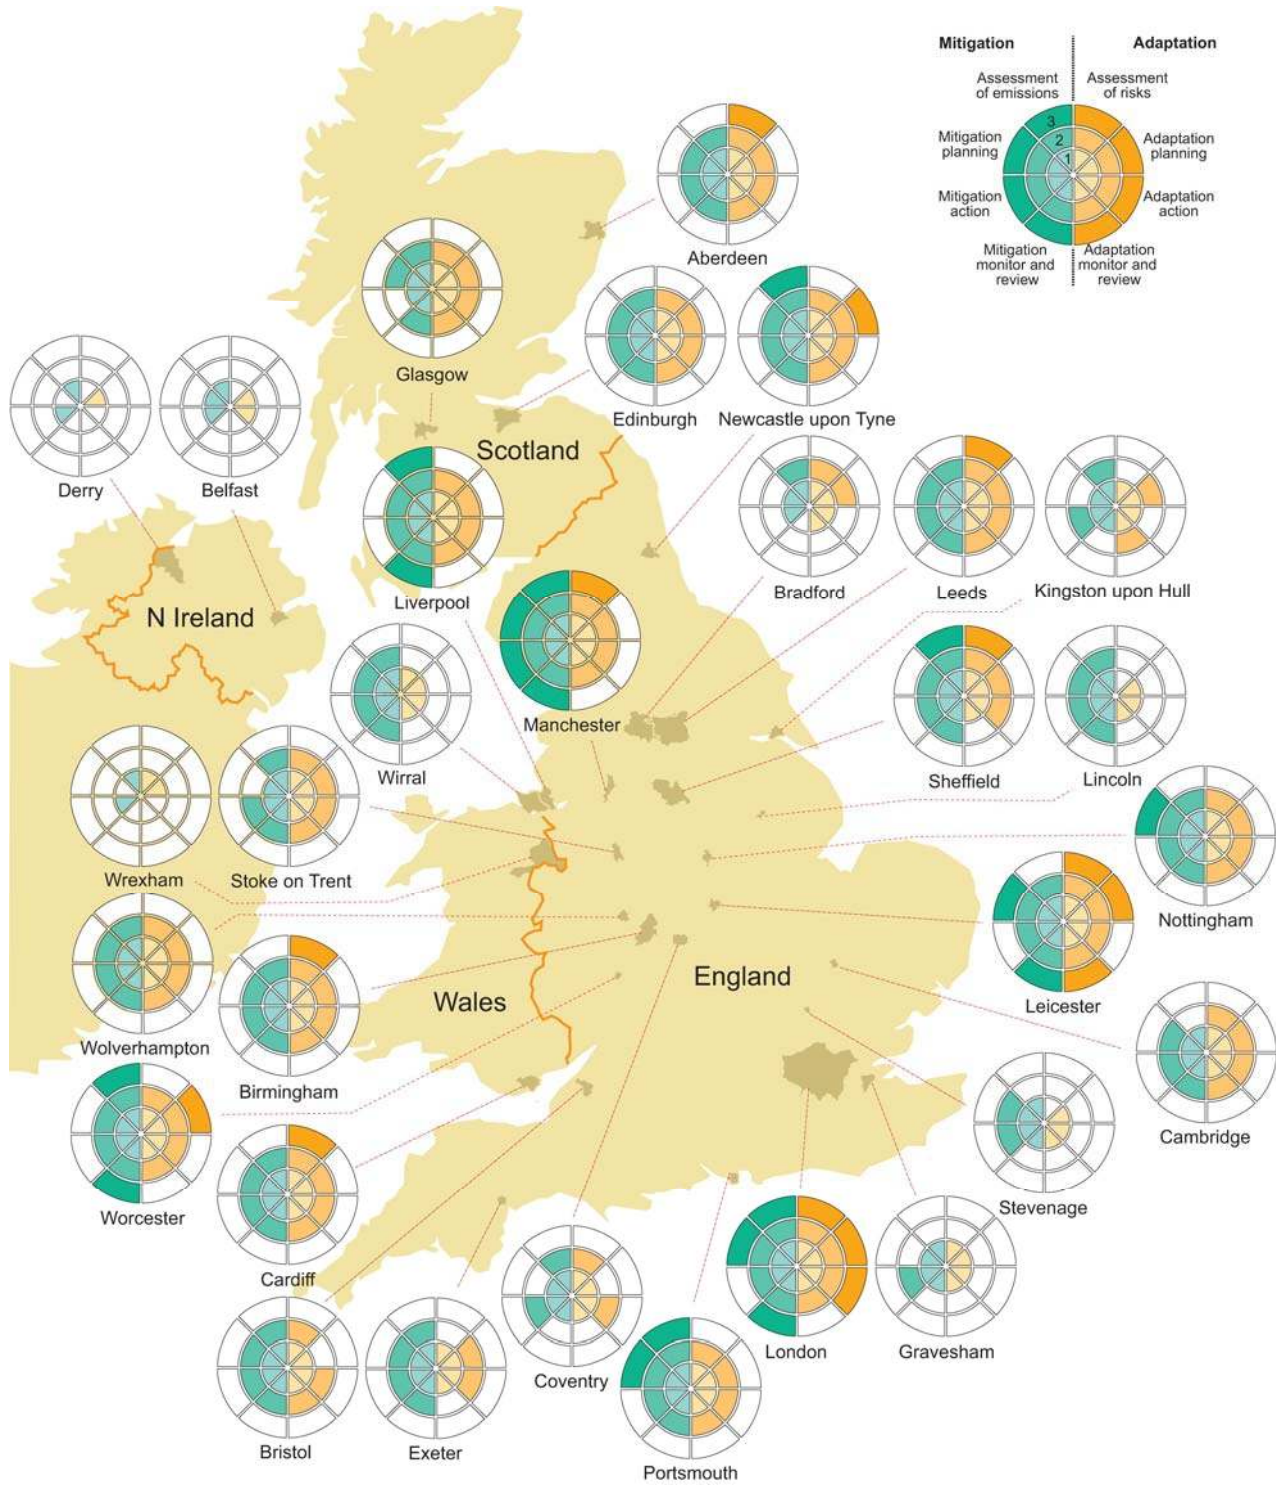 Mitigation
Adaptation
Assessment
of emissions
Assessment
of risks
3
2
1
Mitigation
planning
Adaptation
planning
Mitigation
action
Adaptation
action
Mitigation
monitor and
review
Adaptation
monitor and
review
Aberdeen
Glasgow
Edinburgh
Newcastle upon Tyne
Derry
Belfast
Scotland
Liverpool
Bradford
Leeds
Kingston upon Hull
N Ireland
Manchester
Wirral
Sheffield
Lincoln
Wrexham
Stoke on Trent
Nottingham
England
Wales
Leicester
Wolverhampton
Birmingham
Cambridge
Worcester
Stevenage
Cardiff
London
Gravesham
Coventry
Bristol
Exeter
Portsmouth